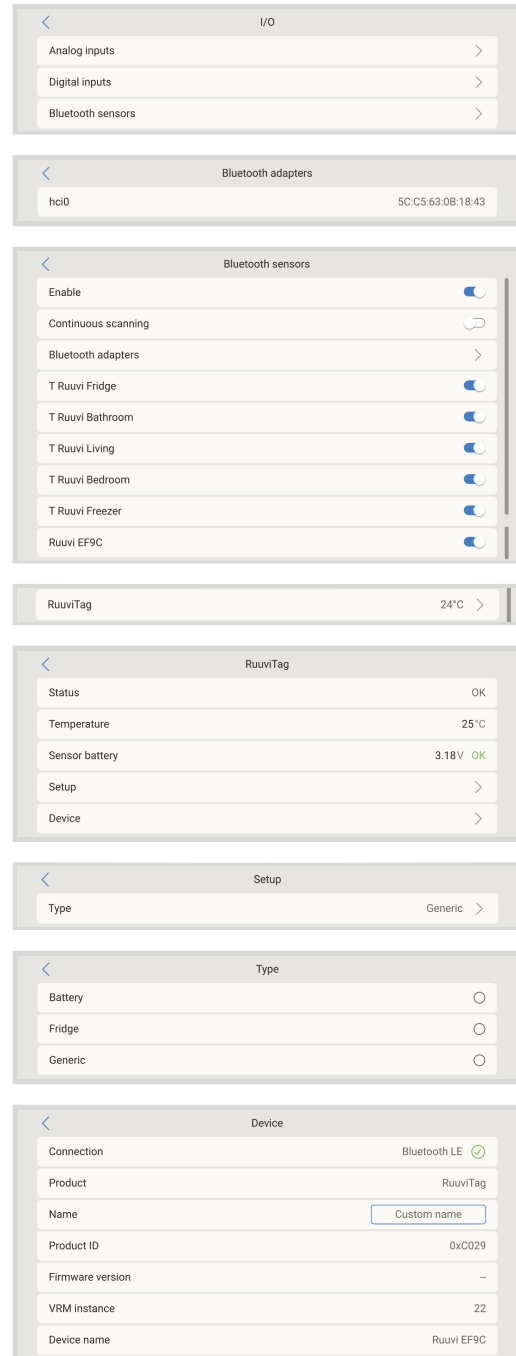 I/O
Analog inputs
Digital inputs
Bluetooth sensors
Bluetooth adapters
hci0 5C:C5:63:0B:18:43
Bluetooth sensors
Enable
Continuous scanning
Bluetooth adapters
T Ruuvi Fridge
T Ruuvi Bathroom
T Ruuvi Living
T Ruuvi Bedroom
T Ruuvi Freezer
Ruuvi EF9C
RuuviTag 24°C
RuuviTag
Status OK
Temperature 25°C
Sensor battery 3.18V OK
Setup
Device
Setup
Type Generic
Type
Battery
Fridge
Generic
Device
Connection Bluetooth LE
Product RuuviTag
Name Custom name
Product ID 0xC029
Firmware version --
VRM instance 22
Device name Ruuvi EF9C